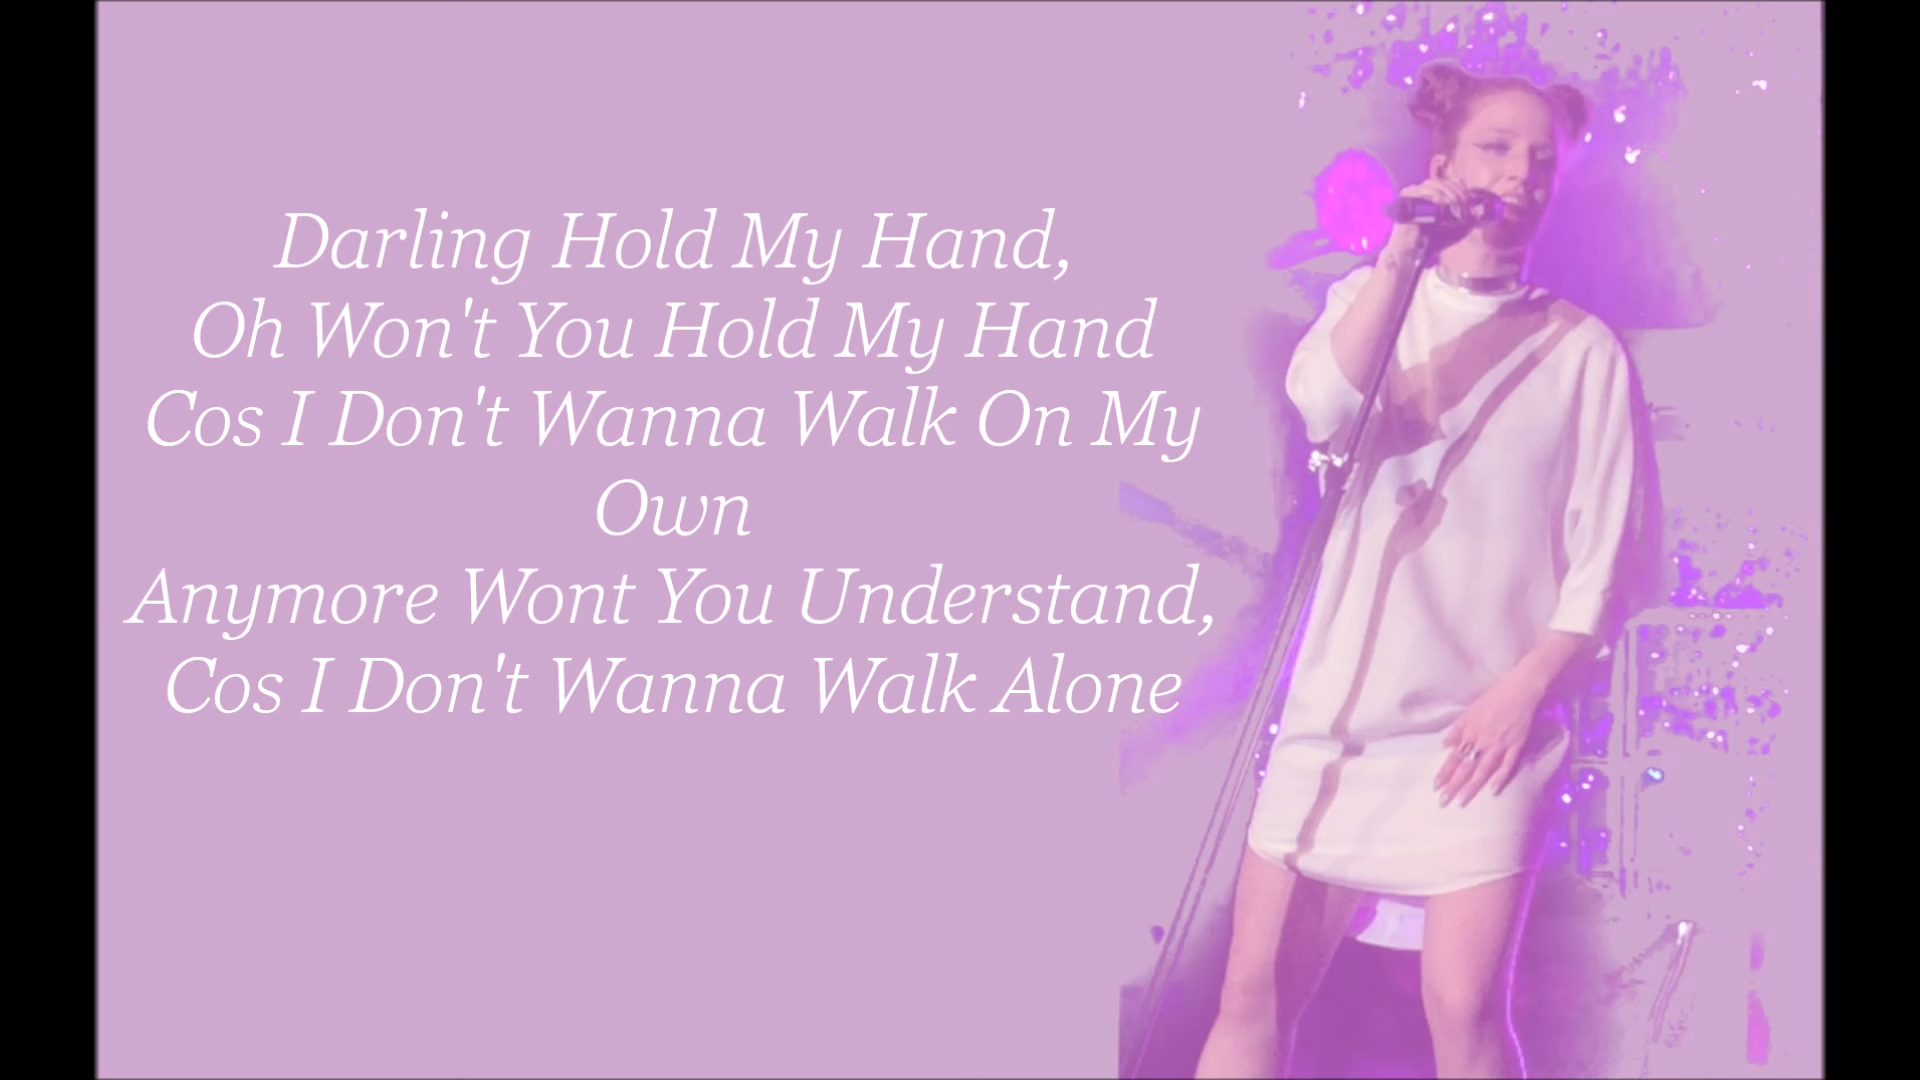 Darling Hold My Hand,
Oh Won't You Hold My Hand
Cos I Don't Wanna Walk On My
Own
Anymore Wont You Understand,
Cos I Don't Wanna Walk Alone